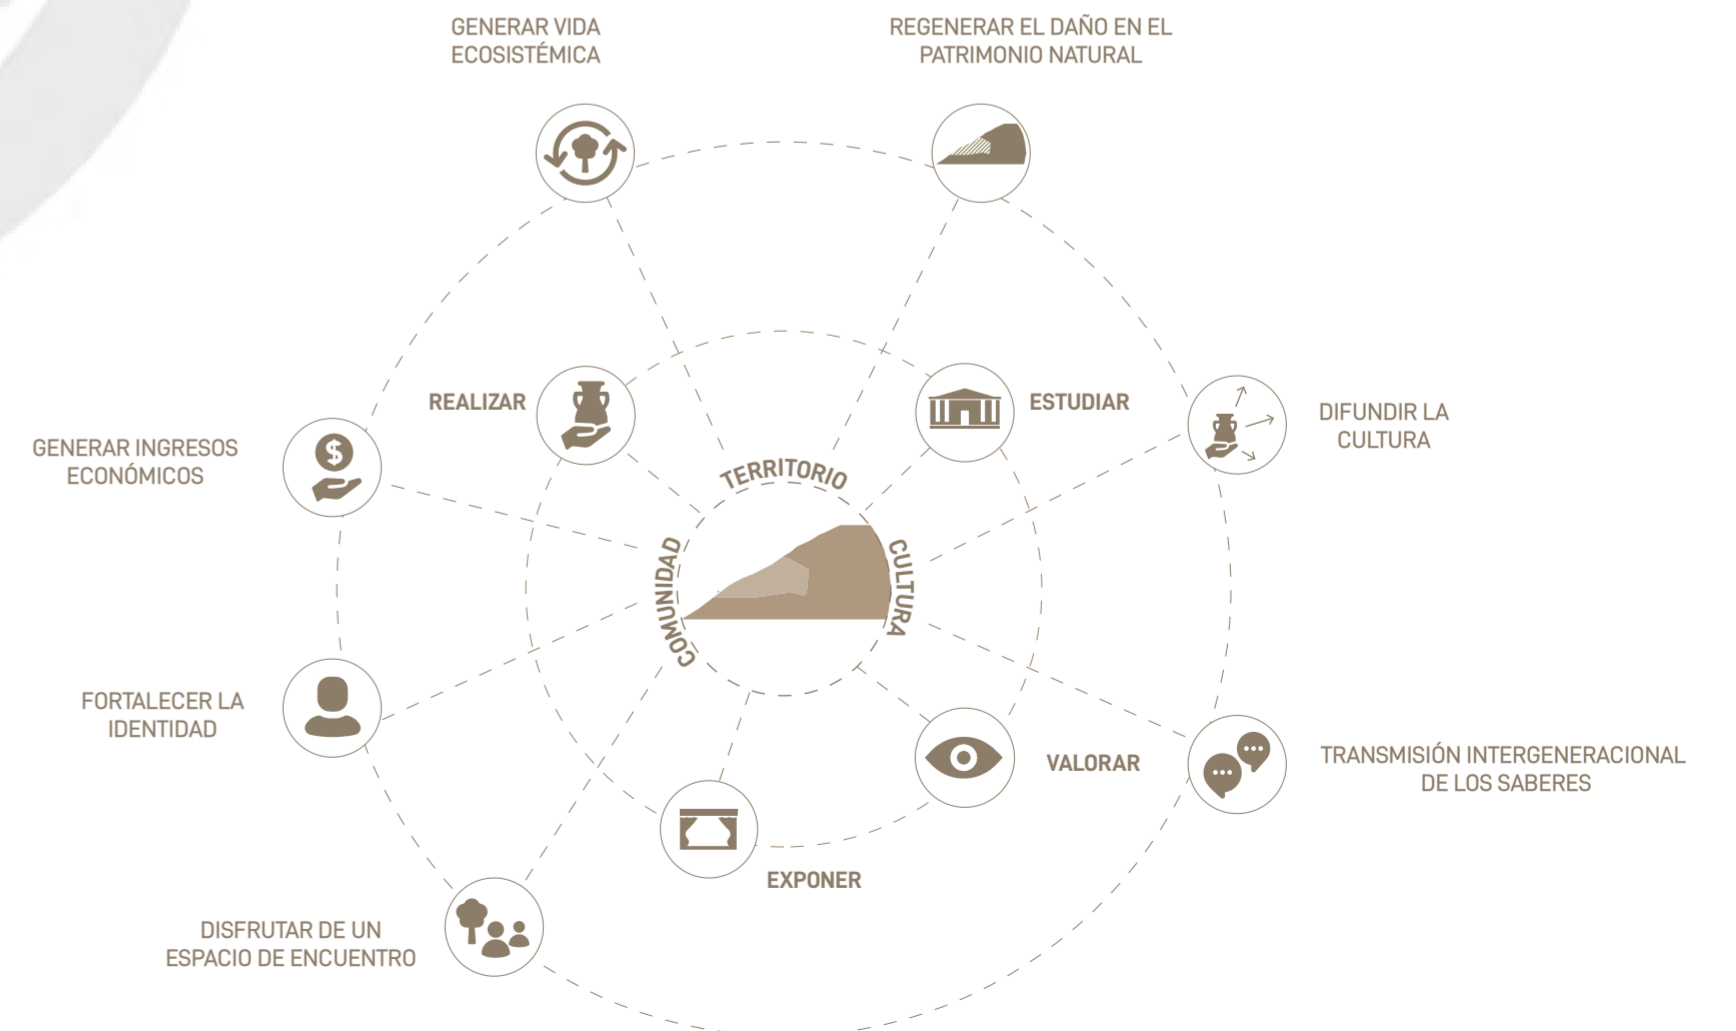 GENERAR VIDA
ECOSISTÉMICA
REGENERAR EL DAÑO EN EL
PATRIMONIO NATURAL
REALIZAR
ESTUDIAR
DIFUNDIR LA
CULTURA
GENERAR INGRESOS
ECONÓMICOS
$
TERRITORIO
COMUNIDAD
CULTURA
FORTALECER LA
IDENTIDAD
VALORAR
TRANSMISIÓN INTERGENERACIONAL
DE LOS SABERES
EXPONER
DISFRUTAR DE UN
ESPACIO DE ENCUENTRO